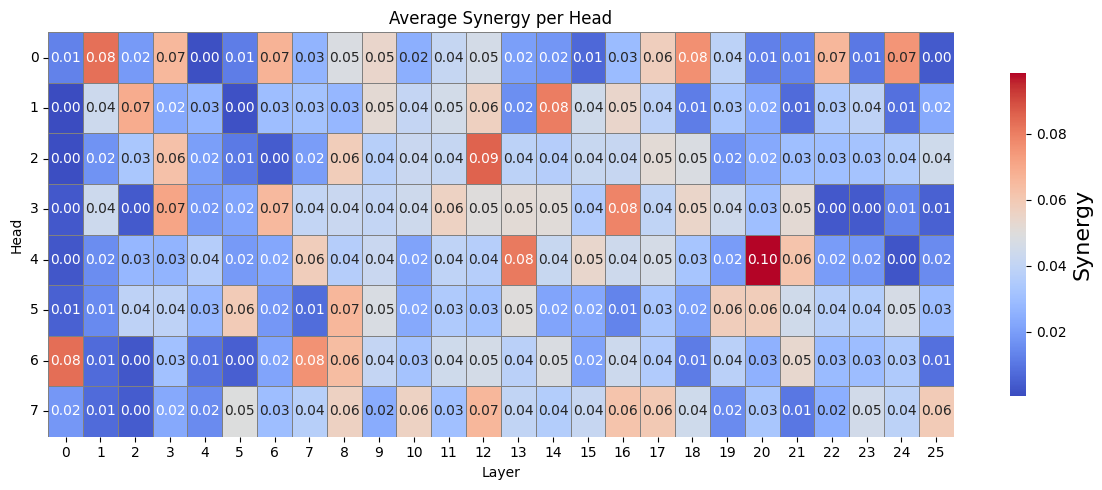 Average Synergy per Head
0 0.01 0.08 0.02 0.07 0.00 0.01 0.07 0.03 0.05 0.05 0.02 0.04 0.05 0.02 0.02 0.01 0.03 0.06 0.08 0.04 0.01 0.01 0.07 0.01 0.07 0.00
1 0.00 0.04 0.07 0.02 0.03 0.00 0.03 0.03 0.03 0.05 0.04 0.05 0.06 0.02 0.08 0.04 0.05 0.04 0.01 0.03 0.02 0.01 0.03 0.04 0.01 0.02
2 0.00 0.02 0.03 0.06 0.02 0.01 0.00 0.02 0.06 0.04 0.04 0.04 0.09 0.04 0.04 0.04 0.04 0.05 0.05 0.02 0.02 0.03 0.03 0.03 0.04 0.04
3 0.00 0.04 0.00 0.07 0.02 0.02 0.07 0.04 0.04 0.04 0.04 0.06 0.05 0.05 0.05 0.04 0.08 0.04 0.05 0.04 0.03 0.05 0.00 0.00 0.01 0.01
4 0.00 0.02 0.03 0.03 0.04 0.02 0.02 0.06 0.04 0.04 0.02 0.04 0.04 0.08 0.04 0.05 0.04 0.05 0.03 0.02 0.10 0.06 0.02 0.02 0.00 0.02
5 0.01 0.01 0.04 0.04 0.03 0.06 0.02 0.01 0.07 0.05 0.02 0.03 0.03 0.05 0.02 0.02 0.01 0.03 0.02 0.06 0.06 0.04 0.04 0.04 0.05 0.03
6 0.08 0.01 0.00 0.03 0.01 0.00 0.02 0.08 0.06 0.04 0.03 0.04 0.05 0.04 0.05 0.02 0.04 0.04 0.01 0.04 0.03 0.05 0.03 0.03 0.03 0.01
7 0.02 0.01 0.00 0.02 0.02 0.05 0.03 0.04 0.06 0.02 0.06 0.03 0.07 0.04 0.04 0.04 0.06 0.06 0.04 0.02 0.03 0.01 0.02 0.05 0.04 0.06
0 1 2 3 4 5 6 7 8 9 10 11 12 13 14 15 16 17 18 19 20 21 22 23 24 25
Layer
Head
0.08
0.06
0.04
0.02
Synergy